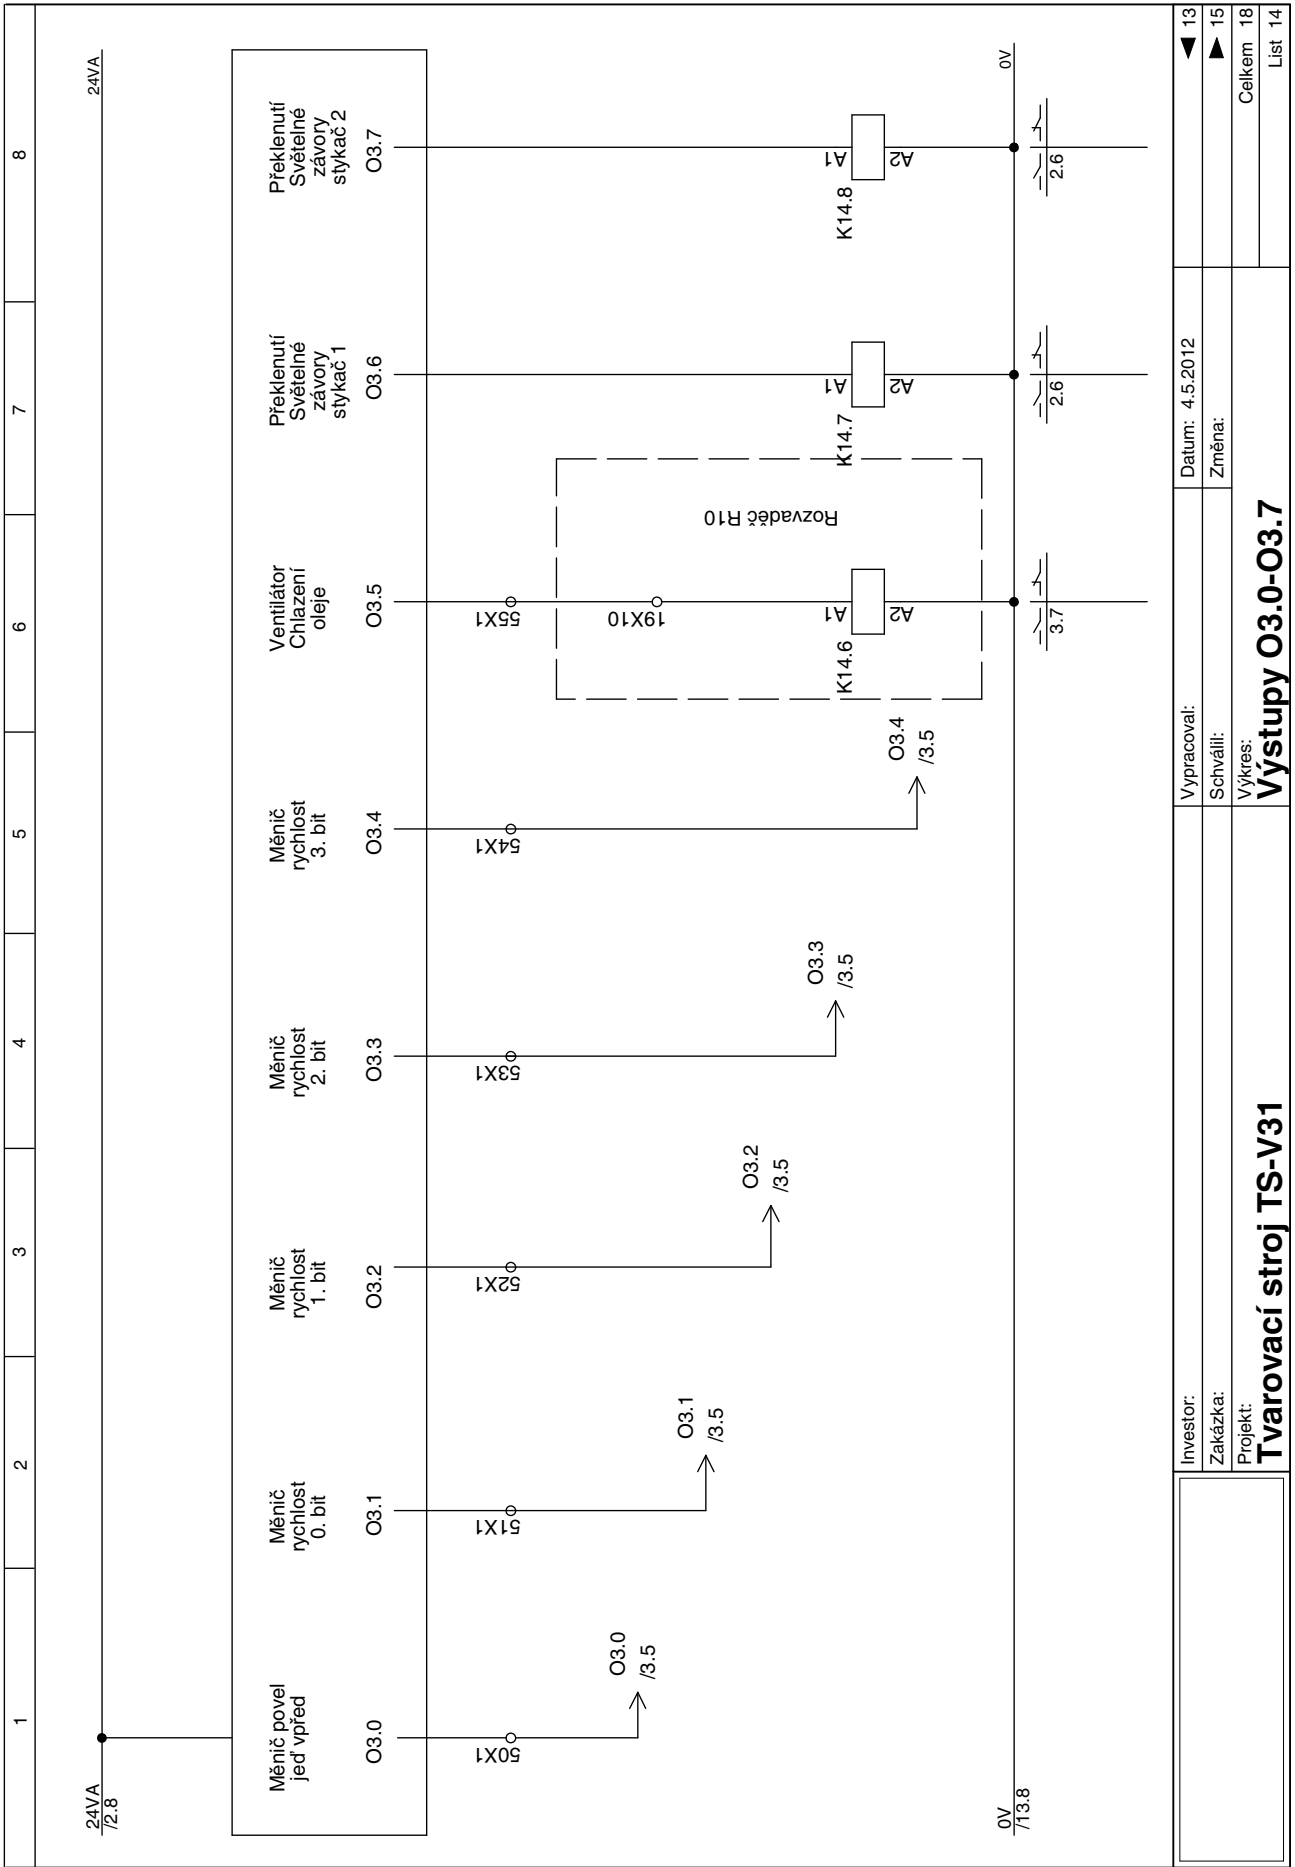 1 2 3 4 5 6 7 8
24VA
/2.8
24VA
Měnič povel
jeď vpřed
O3.0
Měnič
rychlost
0. bit
O3.1
Měnič
rychlost
1. bit
O3.2
Měnič
rychlost
2. bit
O3.3
Měnič
rychlost
3. bit
O3.4
Ventilátor
Chlazení
oleje
O3.5
Překlenutí
Světelné
závory
stykač 1
O3.6
Překlenutí
Světelné
závory
stykač 2
O3.7
50X1
51X1
52X1
53X1
54X1
55X1
19X10
Rozvaděč R10
O3.0
/3.5
O3.1
/3.5
O3.2
/3.5
O3.3
/3.5
O3.4
/3.5
K14.6
A1
A2
K14.7
A1
A2
K14.8
A1
A2
0V
/13.8
0V
3.7
2.6
2.6
Investor:
Zakázka:
Projekt:
Tvarovací stroj TS-V31
Vypracoval:
Schválil:
Výkres:
Výstupy O3.0-O3.7
Datum: 4.5.2012
Změna:
◀ 13
▶ 15
Celkem 18
List 14